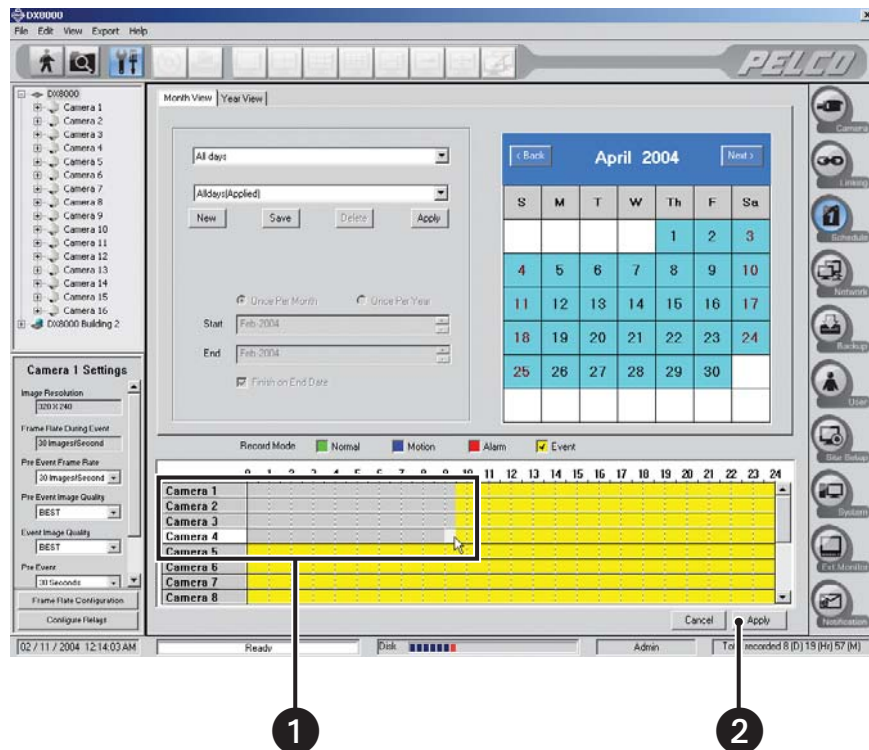 DX8000
File Edit View Export Help
PELCO
DX8000
Camera 1
Camera 2
Camera 3
Camera 4
Camera 5
Camera 6
Camera 7
Camera 8
Camera 9
Camera 10
Camera 11
Camera 12
Camera 13
Camera 14
Camera 15
Camera 16
DX8000 Building 2
Camera 1 Settings
Image Resolution
320 X 240
Frame Rate During Event
30 Images/Second
Pre Event Frame Rate
30 Images/Second
Pre Event Image Quality
BEST
Event Image Quality
BEST
Pre Event
30 Seconds
Frame Rate Configuration
Configure Relays
Month View Year View
All days
Alldays(Applied)
New Save Delete Apply
Once Per Month Once Per Year
Start Feb-2004
End Feb-2004
Finish on End Date
< Back April 2004 Next >
S M T W Th F Sa
1 2 3
4 5 6 7 8 9 10
11 12 13 14 15 16 17
18 19 20 21 22 23 24
25 26 27 28 29 30
Record Mode Normal Motion Alarm Event
0 1 2 3 4 5 6 7 8 9 10 11 12 13 14 15 16 17 18 19 20 21 22 23 24
Camera 1
Camera 2
Camera 3
Camera 4
Camera 5
Camera 6
Camera 7
Camera 8
Cancel Apply
Camera
Linking
Schedule
Network
Backup
User
Site Setup
System
Ext Monitor
Notification
02 / 11 / 2004 12:14:03 AM Ready Disk Admin recorded 8 (D) 19 (Hr) 57 (M)
1 2